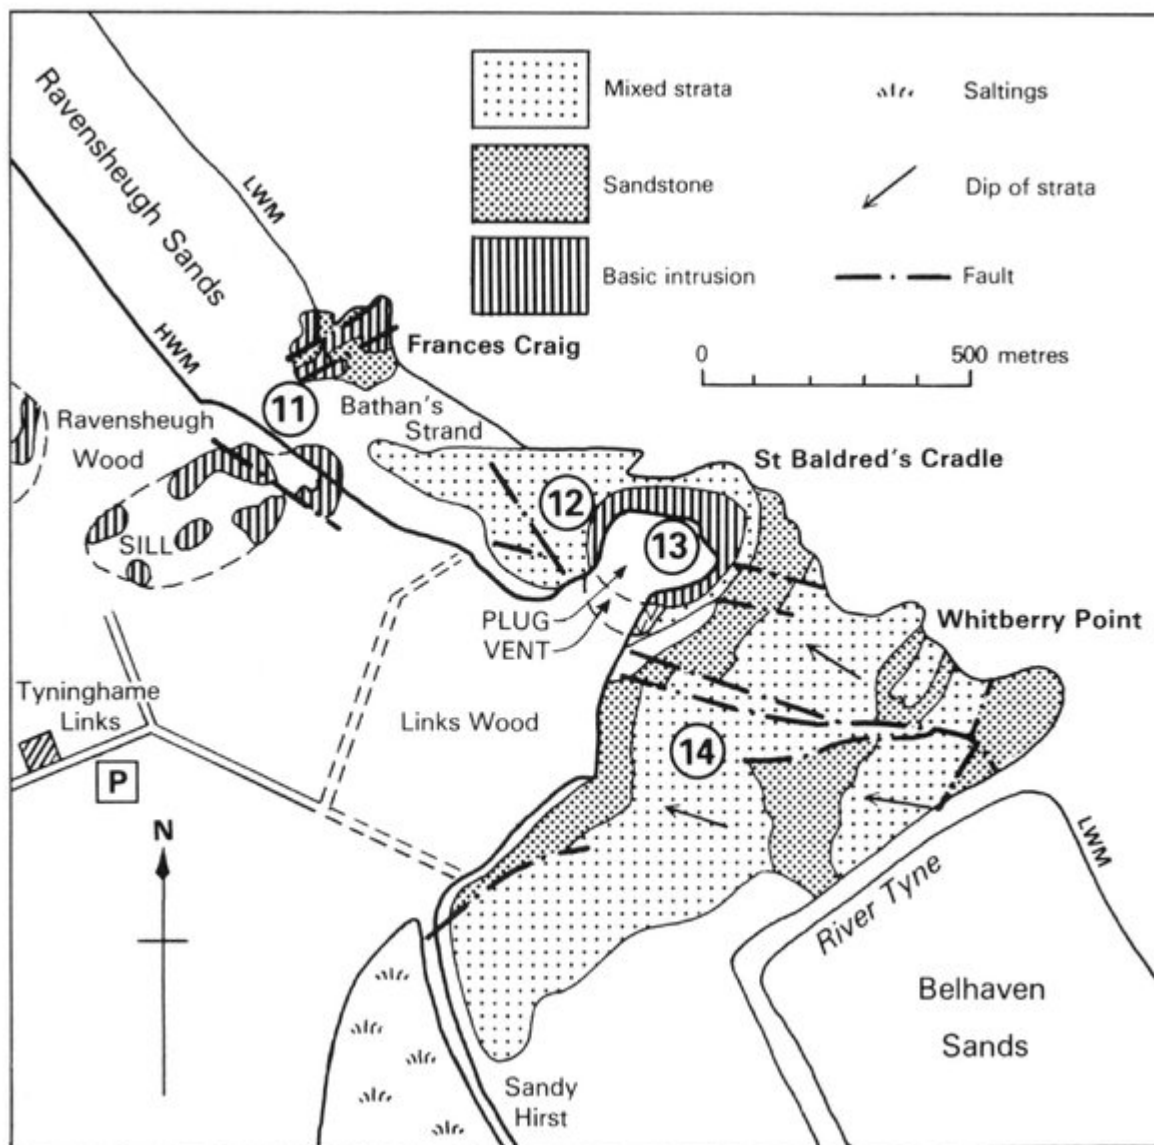 Ravensheugh Sands
LWM
HWM
Mixed strata
Sandstone
Basic intrusion
Saltings
Dip of strata
Fault
0
500 metres
Frances Craig
11
Bathan's
Strand
Ravensheugh
Wood
SILL
St Baldred's Cradle
12
13
PLUG
VENT
Whitberry Point
Tyninghame
Links
P
Links Wood
14
N
River Tyne
LWM
Belhaven
Sands
Sandy
Hirst